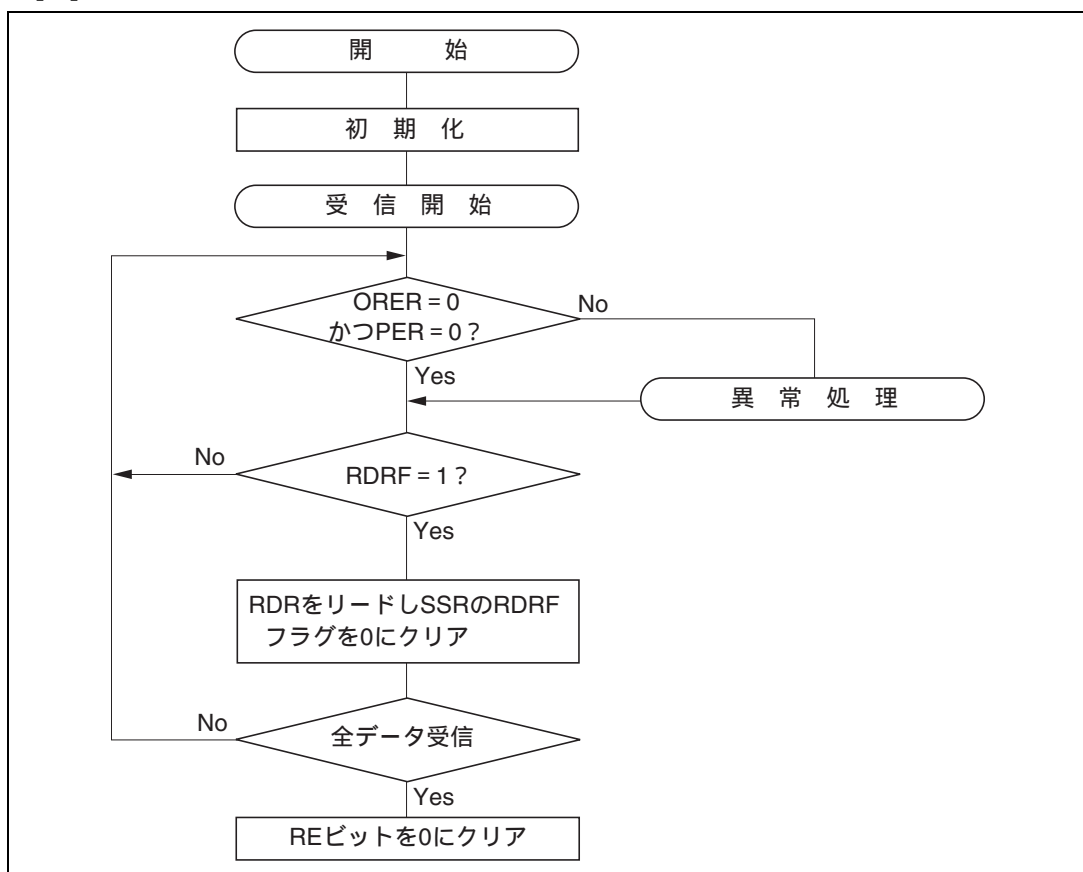 開 始
初 期 化
受 信 開 始
ORER = 0
かつPER = 0?
No
Yes
異 常 処 理
No
RDRF = 1?
Yes
RDRをリードしSSRのRDRF
フラグを0にクリア
No
全データ受信
Yes
REビットを0にクリア